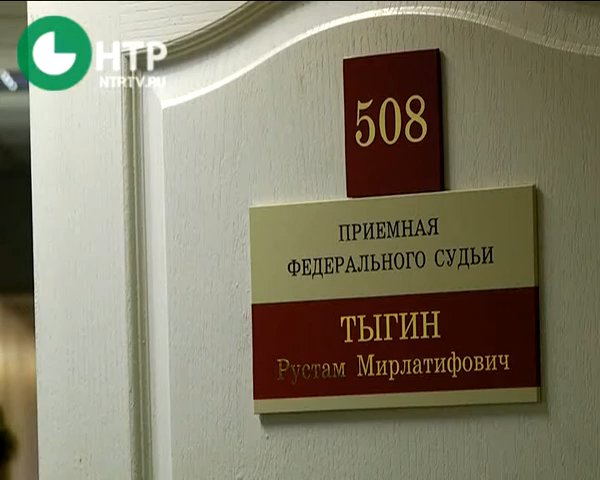 НТР
NTRTV.RU
508
ПРИЕМНАЯ
ФЕДЕРАЛЬНОГО СУДЬИ
ТЫГИН
Рустам Мирлатифович